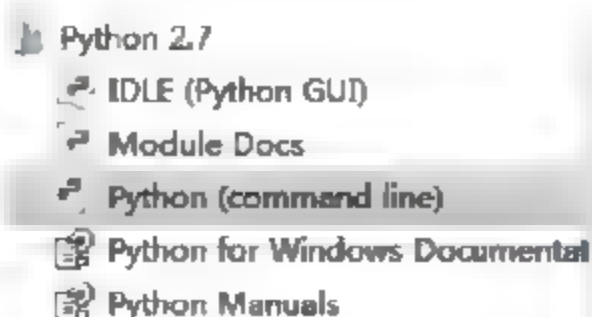 Python 2.7
IDLE (Python GUI)
Module Docs
Python (command line)
Python for Windows Documentat
Python Manuals